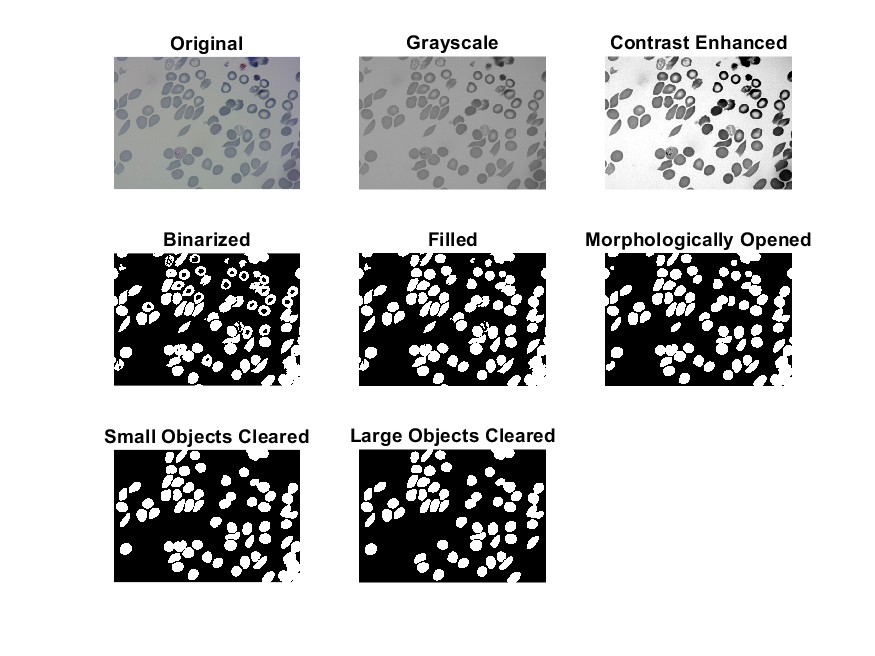 Original
Grayscale
Contrast Enhanced
Binarized
Filled
Morphologically Opened
Small Objects Cleared
Large Objects Cleared